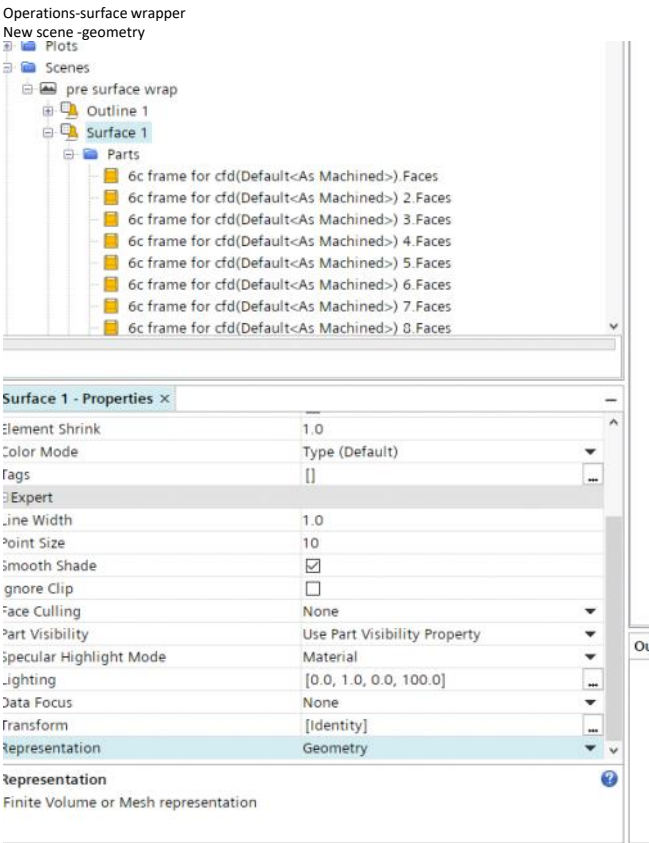 Operations-surface wrapper
New scene -geometry
Plots
Scenes
pre surface wrap
Outline 1
Surface 1
Parts
6c frame for cfd(Default<As Machined>).Faces
6c frame for cfd(Default<As Machined>) 2.Faces
6c frame for cfd(Default<As Machined>) 3.Faces
6c frame for cfd(Default<As Machined>) 4.Faces
6c frame for cfd(Default<As Machined>) 5.Faces
6c frame for cfd(Default<As Machined>) 6.Faces
6c frame for cfd(Default<As Machined>) 7.Faces
6c frame for cfd(Default<As Machined>) 8.Faces
Surface 1 - Properties ×
Element Shrink 1.0
Color Mode Type (Default)
Tags [] ...
Expert
Line Width 1.0
Point Size 10
Smooth Shade
Ignore Clip
Face Culling None
Part Visibility Use Part Visibility Property
Specular Highlight Mode Material
Lighting [0.0, 1.0, 0.0, 100.0] ...
Data Focus None
Transform [Identity] ...
Representation Geometry
Representation
Finite Volume or Mesh representation
Ou